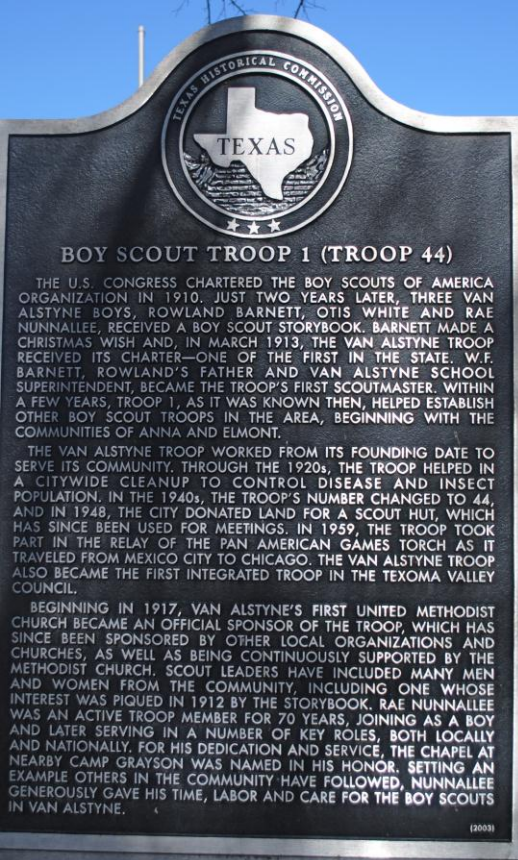 TEXAS HISTORICAL COMMISSION
TEXAS
BOY SCOUT TROOP 1 (TROOP 44)
THE U.S. CONGRESS CHARTERED THE BOY SCOUTS OF AMERICA
ORGANIZATION IN 1910. JUST TWO YEARS LATER, THREE VAN
ALSTYNE BOYS, ROWLAND BARNETT, OTIS WHITE AND RAE
NUNNALLEE, RECEIVED A BOY SCOUT STORYBOOK. BARNETT MADE A
CHRISTMAS WISH AND, IN MARCH 1913, THE VAN ALSTYNE TROOP
RECEIVED ITS CHARTER—ONE OF THE FIRST IN THE STATE. W.F.
BARNETT, ROWLAND'S FATHER AND VAN ALSTYNE SCHOOL
SUPERINTENDENT, BECAME THE TROOP'S FIRST SCOUTMASTER. WITHIN
A FEW YEARS, TROOP 1, AS IT WAS KNOWN THEN, HELPED ESTABLISH
OTHER BOY SCOUT TROOPS IN THE AREA, BEGINNING WITH THE
COMMUNITIES OF ANNA AND ELMONT.
THE VAN ALSTYNE TROOP WORKED FROM ITS FOUNDING DATE TO
SERVE ITS COMMUNITY. THROUGH THE 1920s, THE TROOP HELPED IN
A CITYWIDE CLEANUP TO CONTROL DISEASE AND INSECT
POPULATION. IN THE 1940s, THE TROOP'S NUMBER CHANGED TO 44,
AND IN 1948, THE CITY DONATED LAND FOR A SCOUT HUT, WHICH
HAS SINCE BEEN USED FOR MEETINGS. IN 1959, THE TROOP TOOK
PART IN THE RELAY OF THE PAN AMERICAN GAMES TORCH AS IT
TRAVELED FROM MEXICO CITY TO CHICAGO. THE VAN ALSTYNE TROOP
ALSO BECAME THE FIRST INTEGRATED TROOP IN THE TEXOMA VALLEY
COUNCIL.
BEGINNING IN 1917, VAN ALSTYNE'S FIRST UNITED METHODIST
CHURCH BECAME AN OFFICIAL SPONSOR OF THE TROOP, WHICH HAS
SINCE BEEN SPONSORED BY OTHER LOCAL ORGANIZATIONS AND
CHURCHES, AS WELL AS BEING CONTINUOUSLY SUPPORTED BY THE
METHODIST CHURCH. SCOUT LEADERS HAVE INCLUDED MANY MEN
AND WOMEN FROM THE COMMUNITY, INCLUDING ONE WHOSE
INTEREST WAS PIQUED IN 1912 BY THE STORYBOOK. RAE NUNNALLEE
WAS AN ACTIVE TROOP MEMBER FOR 70 YEARS, JOINING AS A BOY
AND LATER SERVING IN A NUMBER OF KEY ROLES, BOTH LOCALLY
AND NATIONALLY. FOR HIS DEDICATION AND SERVICE, THE CHAPEL AT
NEARBY CAMP GRAYSON WAS NAMED IN HIS HONOR. SETTING AN
EXAMPLE OTHERS IN THE COMMUNITY HAVE FOLLOWED, NUNNALLEE
GENEROUSLY GAVE HIS TIME, LABOR AND CARE FOR THE BOY SCOUTS
IN VAN ALSTYNE.
(2003)